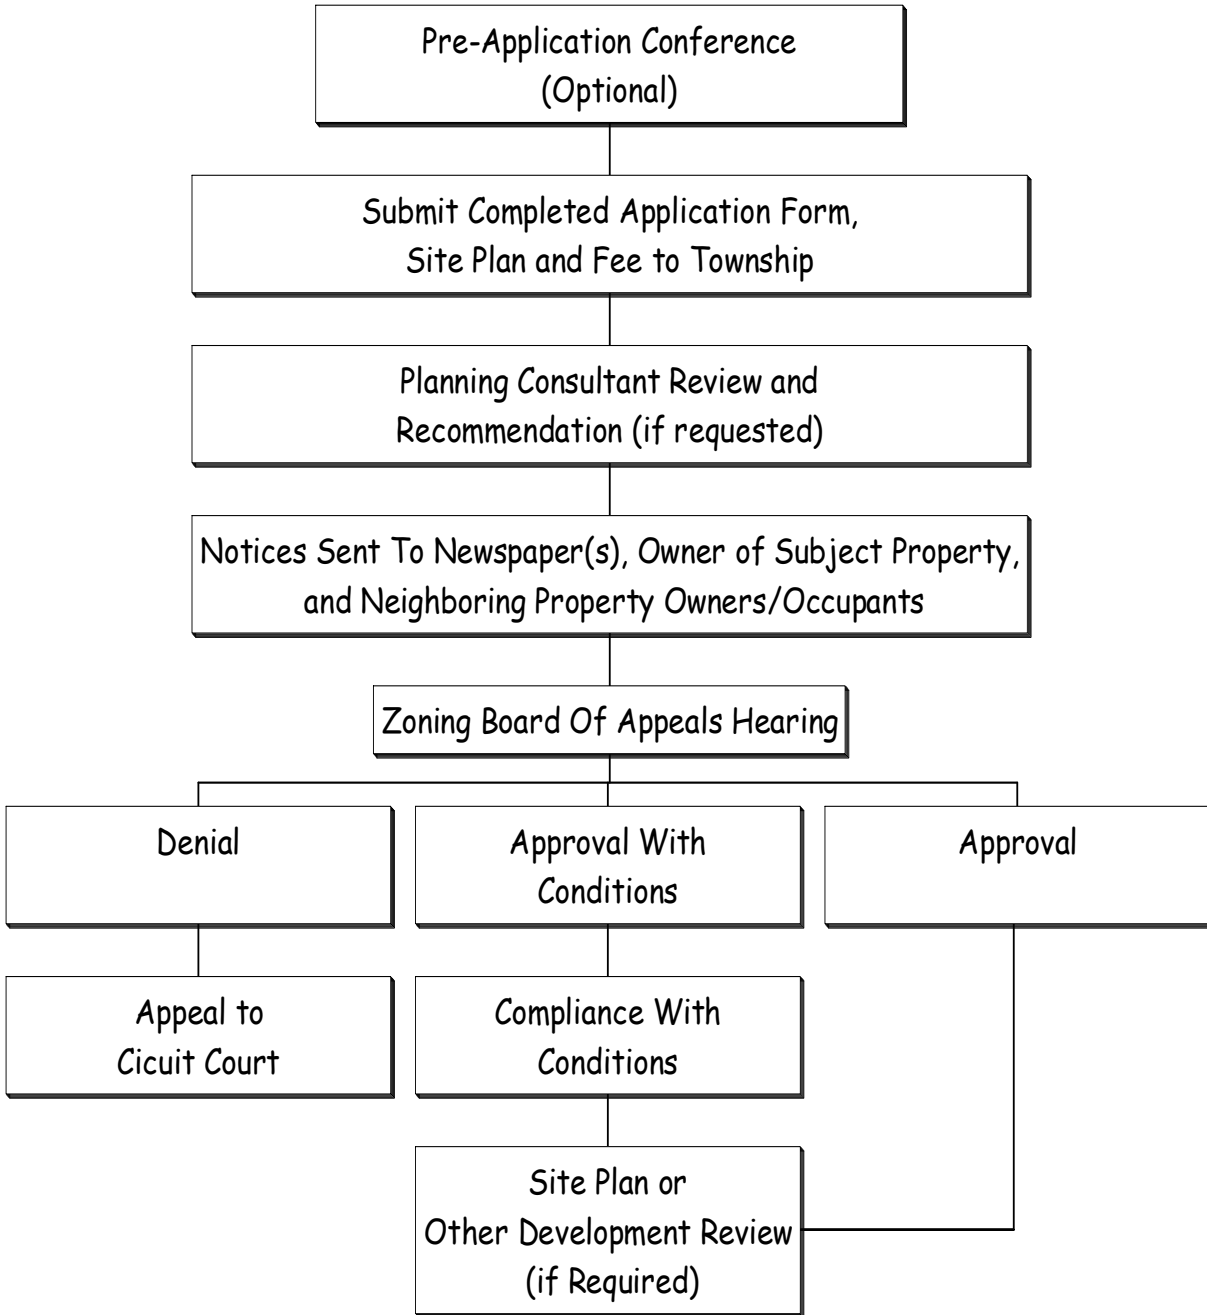 Pre-Application Conference
(Optional)
Submit Completed Application Form,
Site Plan and Fee to Township
Planning Consultant Review and
Recommendation (if requested)
Notices Sent To Newspaper(s), Owner of Subject Property,
and Neighboring Property Owners/Occupants
Zoning Board Of Appeals Hearing
Denial
Approval With
Conditions
Approval
Appeal to
Cicuit Court
Compliance With
Conditions
Site Plan or
Other Development Review
(if Required)